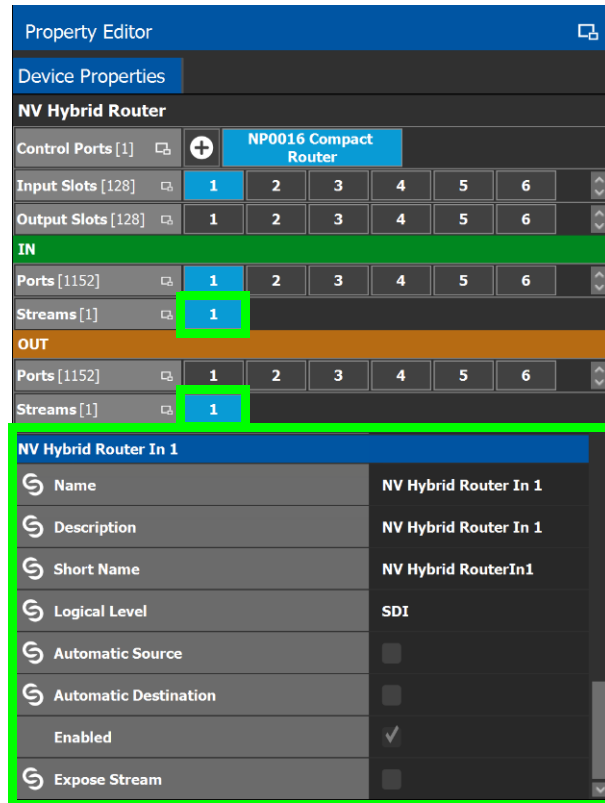 Property Editor
Device Properties
NV Hybrid Router
Control Ports [1] NP0016 Compact
Router
Input Slots [128] 1 2 3 4 5 6
Output Slots [128] 1 2 3 4 5 6
IN
Ports [1152] 1 2 3 4 5 6
Streams [1] 1
OUT
Ports [1152] 1 2 3 4 5 6
Streams [1] 1
NV Hybrid Router In 1
Name NV Hybrid Router In 1
Description NV Hybrid Router In 1
Short Name NV Hybrid RouterIn1
Logical Level SDI
Automatic Source
Automatic Destination
Enabled
Expose Stream